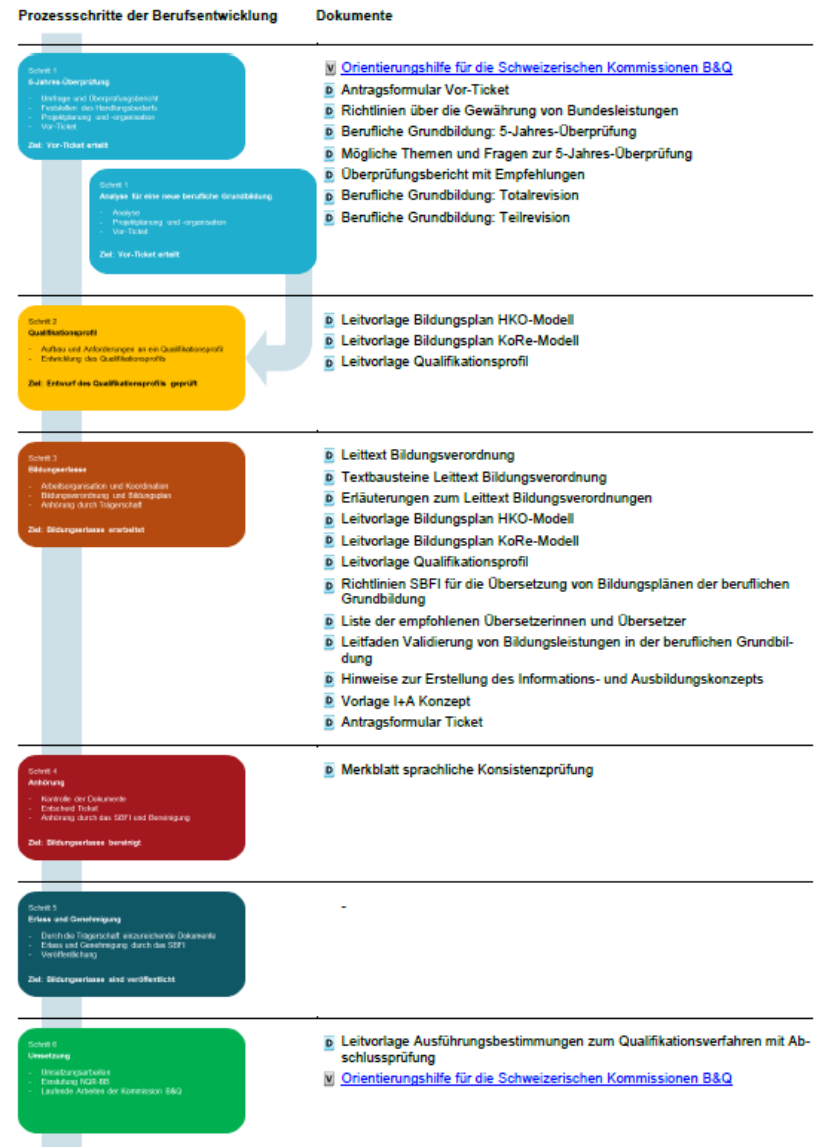 Prozessschritte der Berufsentwicklung
Dokumente
Schritt 1
5-Jahres-Überprüfung
- Umfrage und Überprüfungsbericht
- Feststellen des Handlungsbedarfs
- Projektplanung und -organisation
- Vor-Ticket
Ziel: Vor-Ticket erteilt
Schritt 1
Analyse für eine neue berufliche Grundbildung
- Analyse
- Projektplanung und -organisation
- Vor-Ticket
Ziel: Vor-Ticket erteilt
V Orientierungshilfe für die Schweizerischen Kommissionen B&Q
D Antragsformular Vor-Ticket
D Richtlinien über die Gewährung von Bundesleistungen
D Berufliche Grundbildung: 5-Jahres-Überprüfung
D Mögliche Themen und Fragen zur 5-Jahres-Überprüfung
D Überprüfungsbericht mit Empfehlungen
D Berufliche Grundbildung: Totalrevision
D Berufliche Grundbildung: Teilrevision
Schritt 2
Qualifikationsprofil
- Aufbau und Anforderungen an ein Qualifikationsprofil
- Entwicklung des Qualifikationsprofils
Ziel: Entwurf des Qualifikationsprofils geprüft
D Leitvorlage Bildungsplan HKO-Modell
D Leitvorlage Bildungsplan KoRe-Modell
D Leitvorlage Qualifikationsprofil
Schritt 3
Bildungserlasse
- Arbeitsorganisation und Koordination
- Bildungsverordnung und Bildungsplan
- Anhörung durch Trägerschaft
Ziel: Bildungserlasse erarbeitet
D Leittext Bildungsverordnung
D Textbausteine Leittext Bildungsverordnung
D Erläuterungen zum Leittext Bildungsverordnungen
D Leitvorlage Bildungsplan HKO-Modell
D Leitvorlage Bildungsplan KoRe-Modell
D Leitvorlage Qualifikationsprofil
D Richtlinien SBFI für die Übersetzung von Bildungsplänen der beruflichen
Grundbildung
D Liste der empfohlenen Übersetzerinnen und Übersetzer
D Leitfaden Validierung von Bildungsleistungen in der beruflichen Grundbil-
dung
D Hinweise zur Erstellung des Informations- und Ausbildungskonzepts
D Vorlage I+A Konzept
D Antragsformular Ticket
Schritt 4
Anhörung
- Kontrolle der Dokumente
- Entscheid Ticket
- Anhörung durch das SBFI und Bereinigung
Ziel: Bildungserlasse bereinigt
D Merkblatt sprachliche Konsistenzprüfung
Schritt 5
Erlass und Genehmigung
- Durch die Trägerschaft einzureichende Dokumente
- Erlass und Genehmigung durch das SBFI
- Veröffentlichung
Ziel: Bildungserlasse sind veröffentlicht
-
Schritt 6
Umsetzung
- Umsetzungsarbeiten
- Einstufung NQR-BB
- Laufende Arbeiten der Kommission B&Q
D Leitvorlage Ausführungsbestimmungen zum Qualifikationsverfahren mit Ab-
schlussprüfung
V Orientierungshilfe für die Schweizerischen Kommissionen B&Q